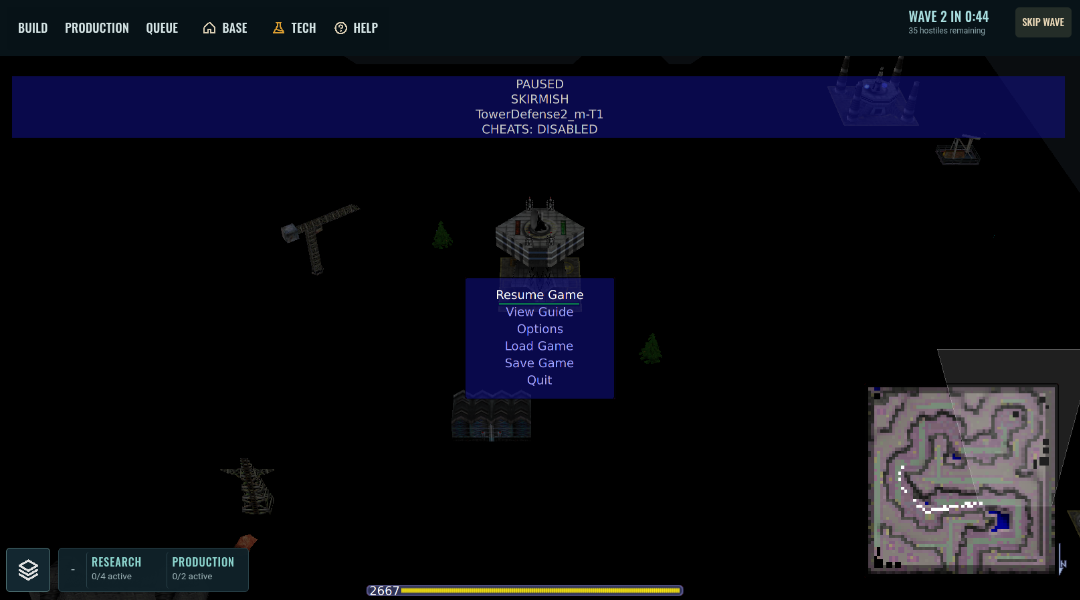 BUILD PRODUCTION QUEUE BASE TECH HELP
WAVE 2 IN 0:44
35 hostiles remaining
SKIP WAVE
PAUSED
SKIRMISH
TowerDefense2_m-T1
CHEATS: DISABLED
Resume Game
View Guide
Options
Load Game
Save Game
Quit
- RESEARCH PRODUCTION
0/4 active 0/2 active
2667
N